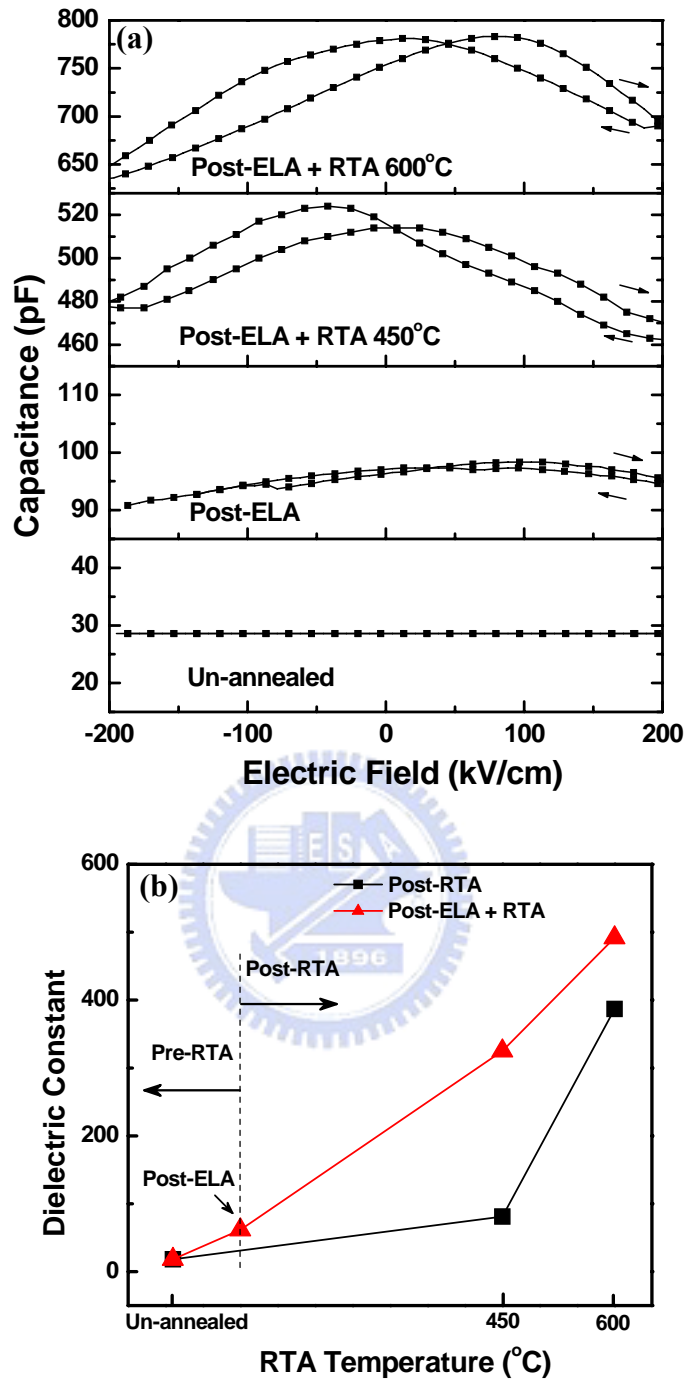 (a)
800
750
700
650
Post-ELA + RTA 600°C
520
500
480
460
Post-ELA + RTA 450°C
110
100
90
Post-ELA
40
30
20
Un-annealed
Capacitance (pF)
-200 -100 0 100 200
Electric Field (kV/cm)
(b)
Post-RTA
Post-ELA + RTA
600
400
200
0
Dielectric Constant
Post-RTA
Pre-RTA
Post-ELA
E S A
1896
Un-annealed 450 600
RTA Temperature (°C)